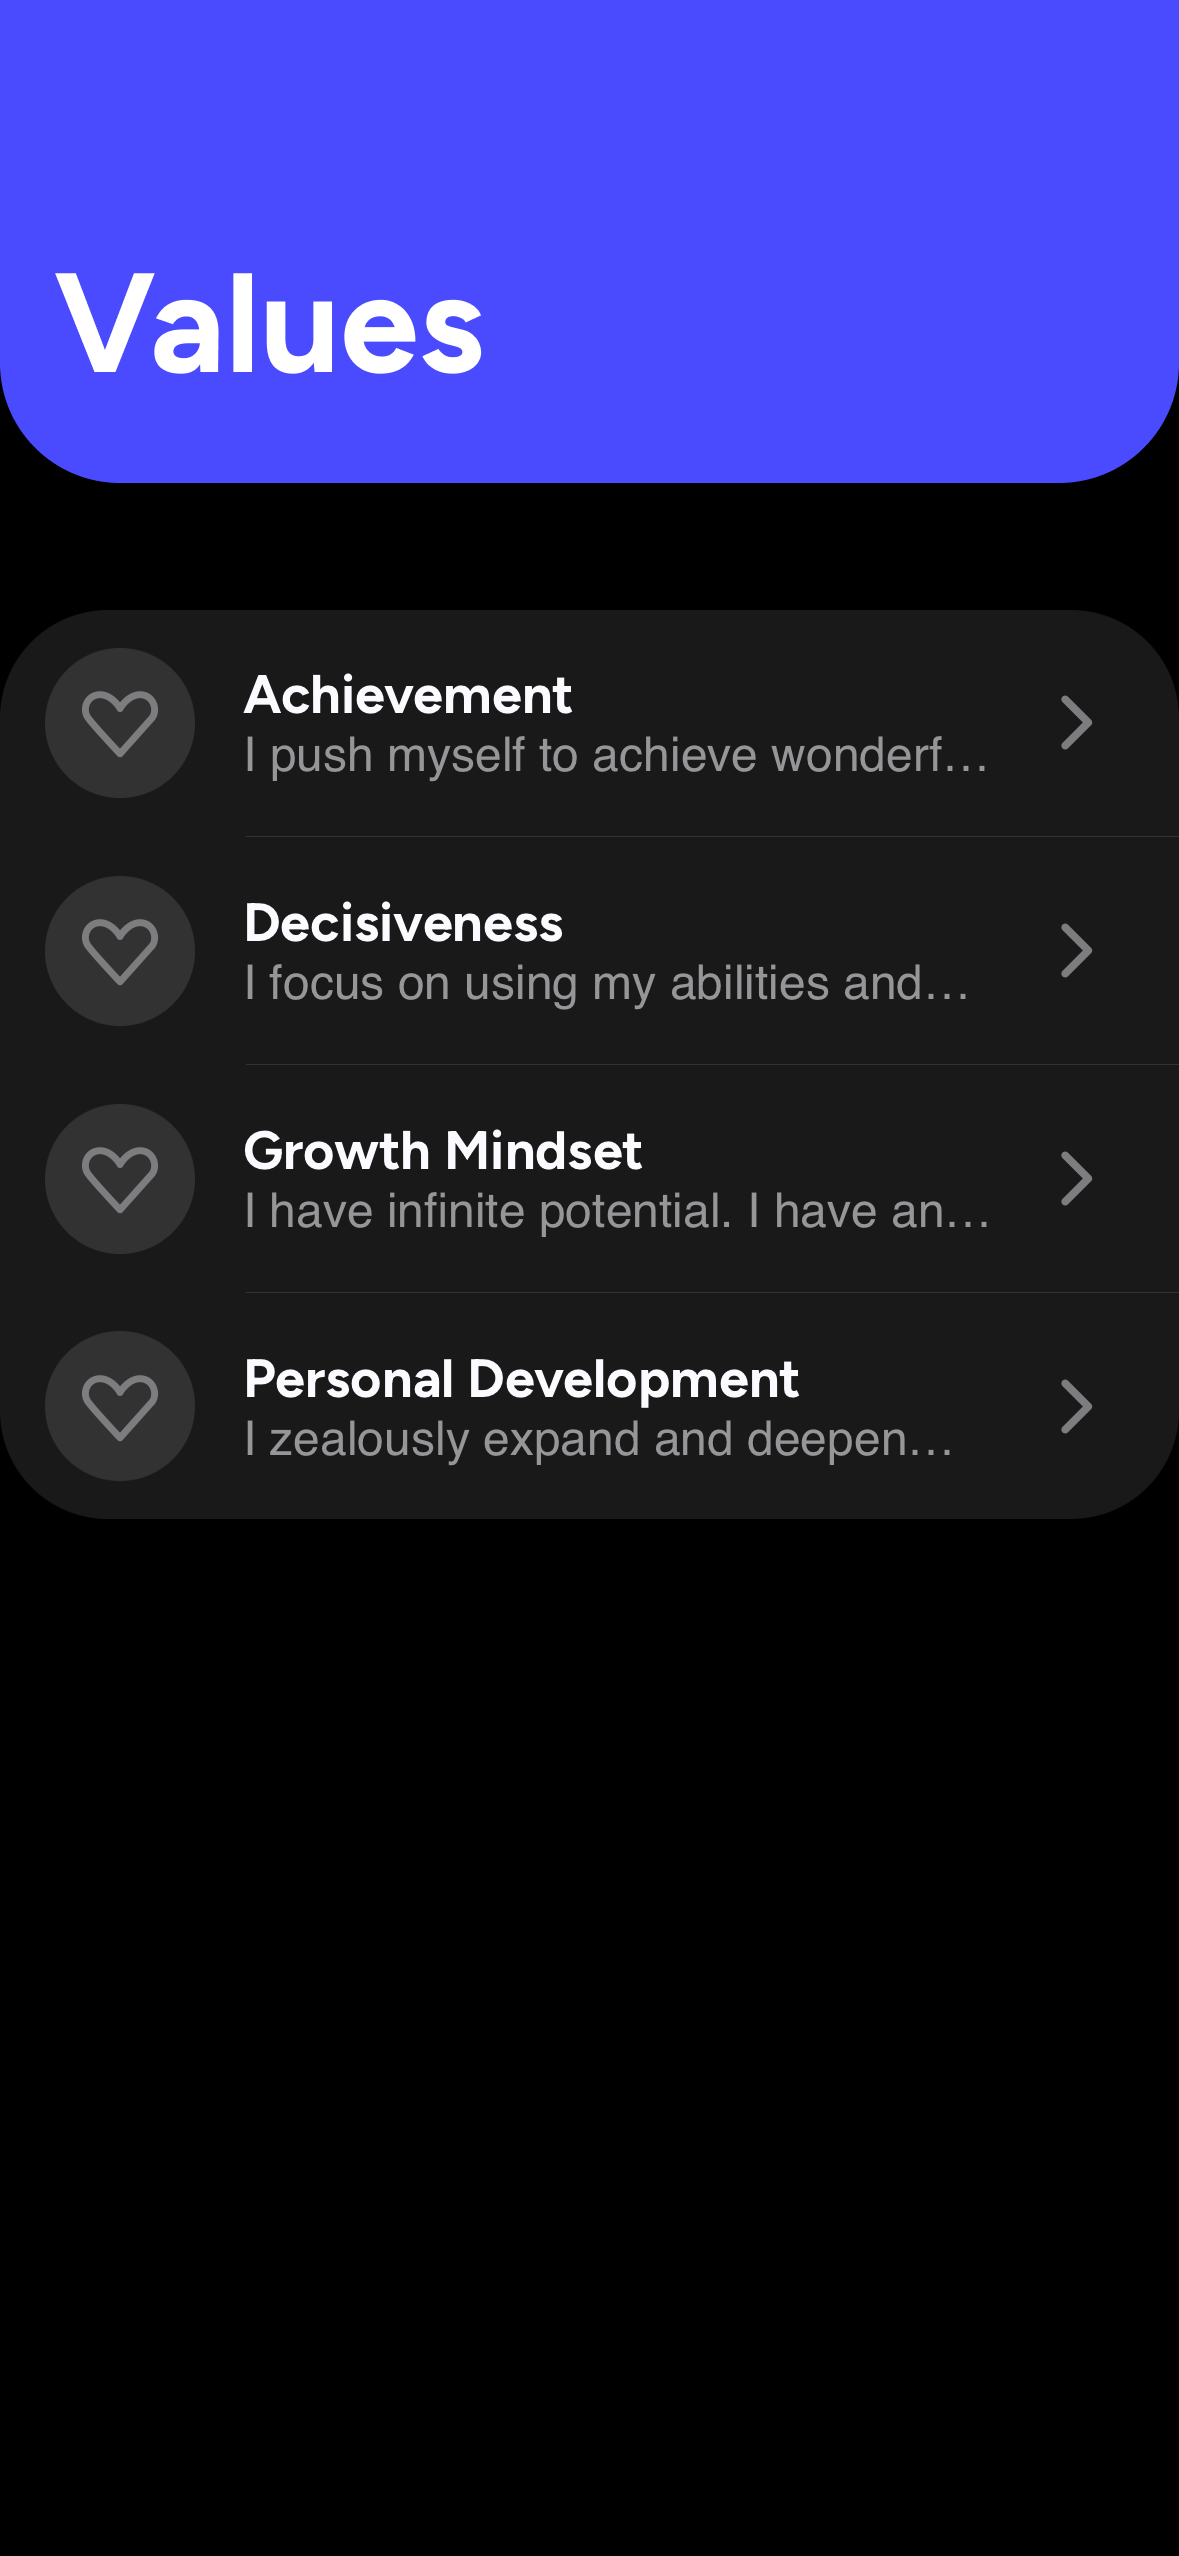 Values
Achievement
I push myself to achieve wonderf...
Decisiveness
I focus on using my abilities and...
Growth Mindset
I have infinite potential. I have an...
Personal Development
I zealously expand and deepen...